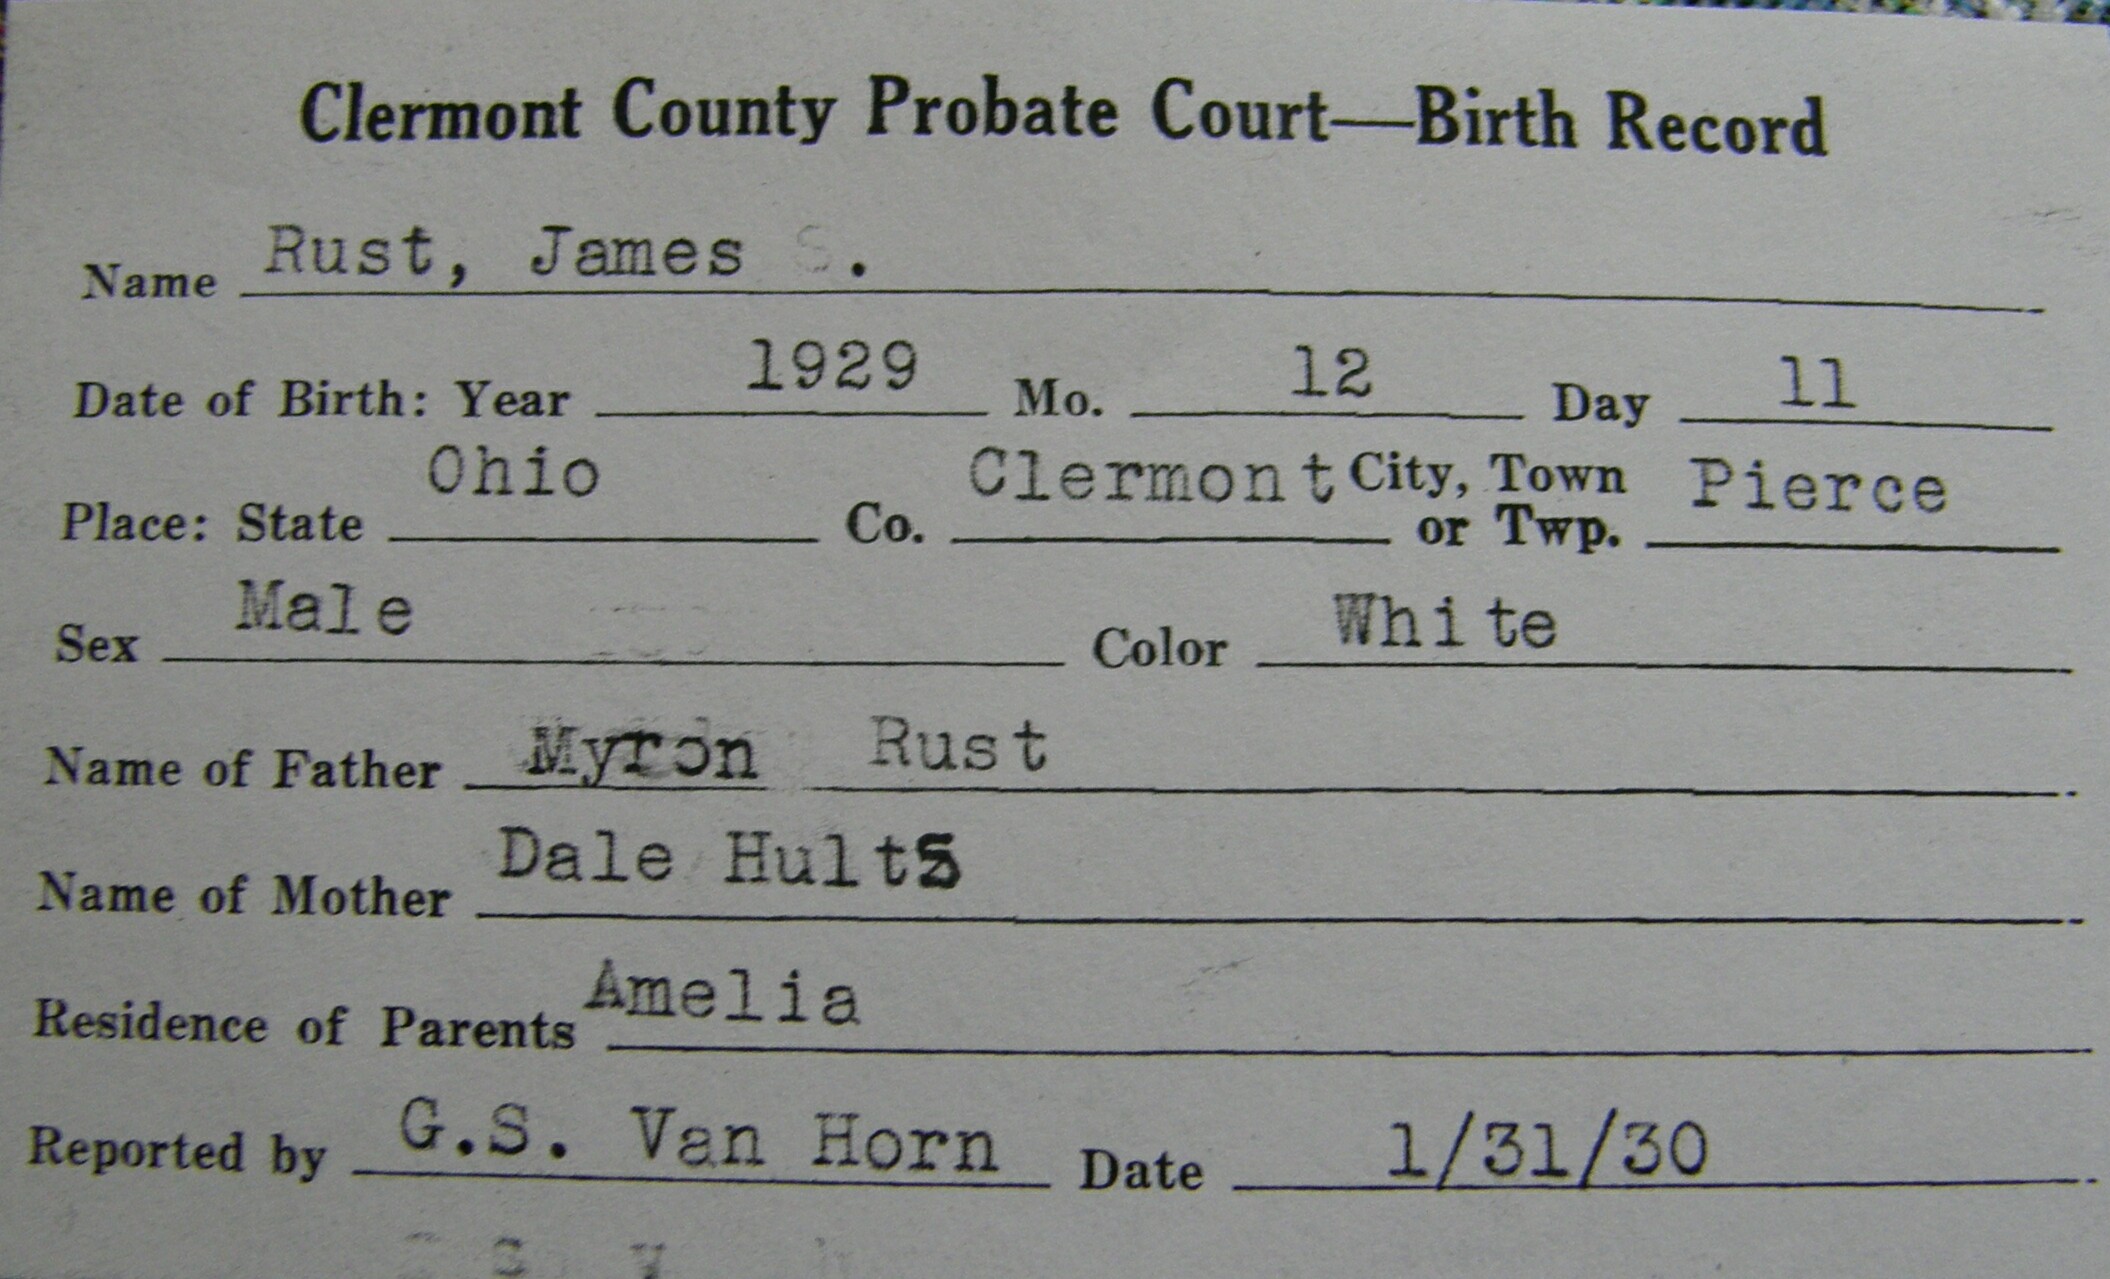 Clermont County Probate Court—Birth Record
Name Rust, James S.
Date of Birth: Year 1929 Mo. 12 Day 11
Place: State Ohio Co. Clermont City, Town or Twp. Pierce
Sex Male Color White
Name of Father Myron Rust
Name of Mother Dale Hults
Residence of Parents Amelia
Reported by G.S. Van Horn Date 1/31/30